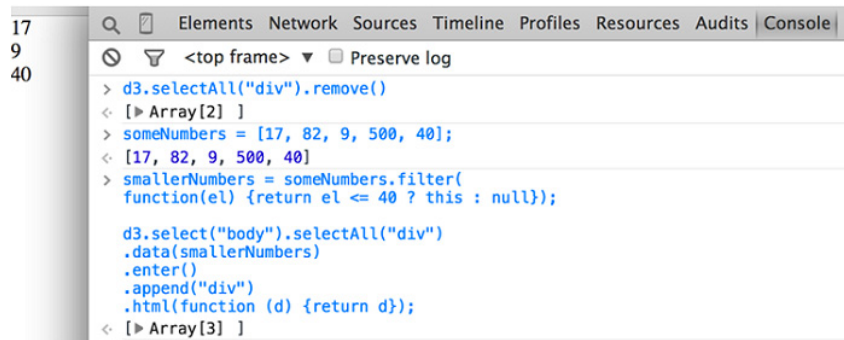 17
9
40
Elements Network Sources Timeline Profiles Resources Audits Console
<top frame> ▼ Preserve log
> d3.selectAll("div").remove()
<· [▶ Array[2] ]
> someNumbers = [17, 82, 9, 500, 40];
<· [17, 82, 9, 500, 40]
> smallerNumbers = someNumbers.filter(
function(el) {return el <= 40 ? this : null});
d3.select("body").selectAll("div")
.data(smallerNumbers)
.enter()
.append("div")
.html(function (d) {return d});
<· [▶ Array[3] ]